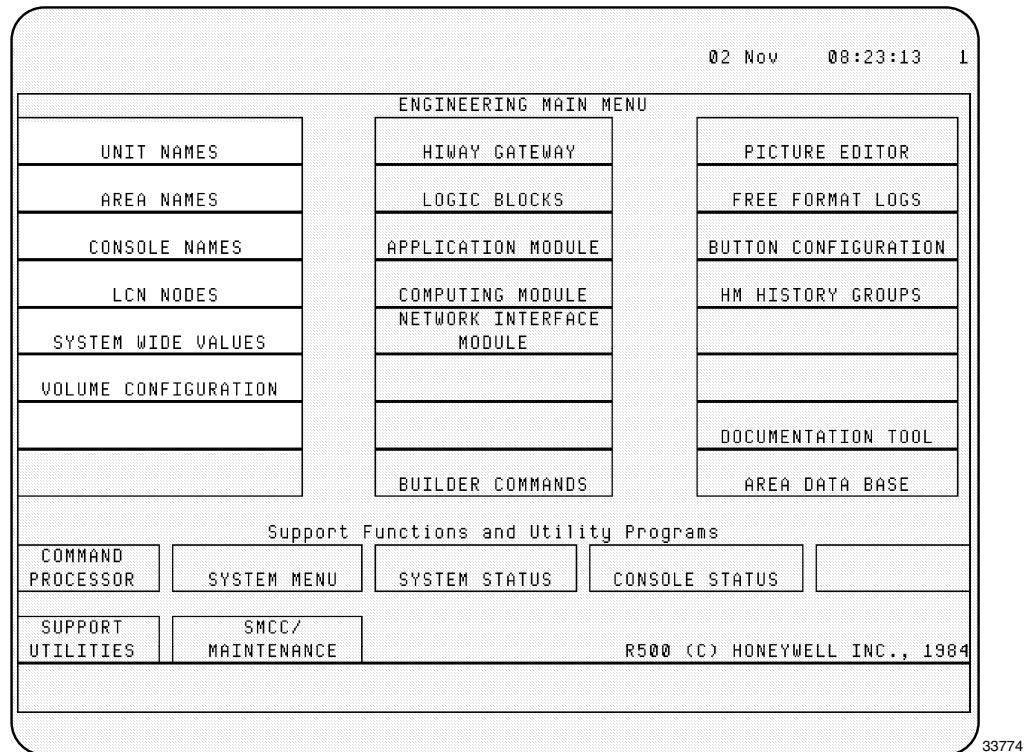 02 Nov 08:23:13 1
ENGINEERING MAIN MENU
UNIT NAMES HIWAY GATEWAY PICTURE EDITOR
AREA NAMES LOGIC BLOCKS FREE FORMAT LOGS
CONSOLE NAMES APPLICATION MODULE BUTTON CONFIGURATION
LCN NODES COMPUTING MODULE HM HISTORY GROUPS
NETWORK INTERFACE
SYSTEM WIDE VALUES MODULE
VOLUME CONFIGURATION
DOCUMENTATION TOOL
BUILDER COMMANDS AREA DATA BASE
Support Functions and Utility Programs
COMMAND
PROCESSOR SYSTEM MENU SYSTEM STATUS CONSOLE STATUS
SUPPORT SMCC/
UTILITIES MAINTENANCE R500 (C) HONEYWELL INC., 1984
33774